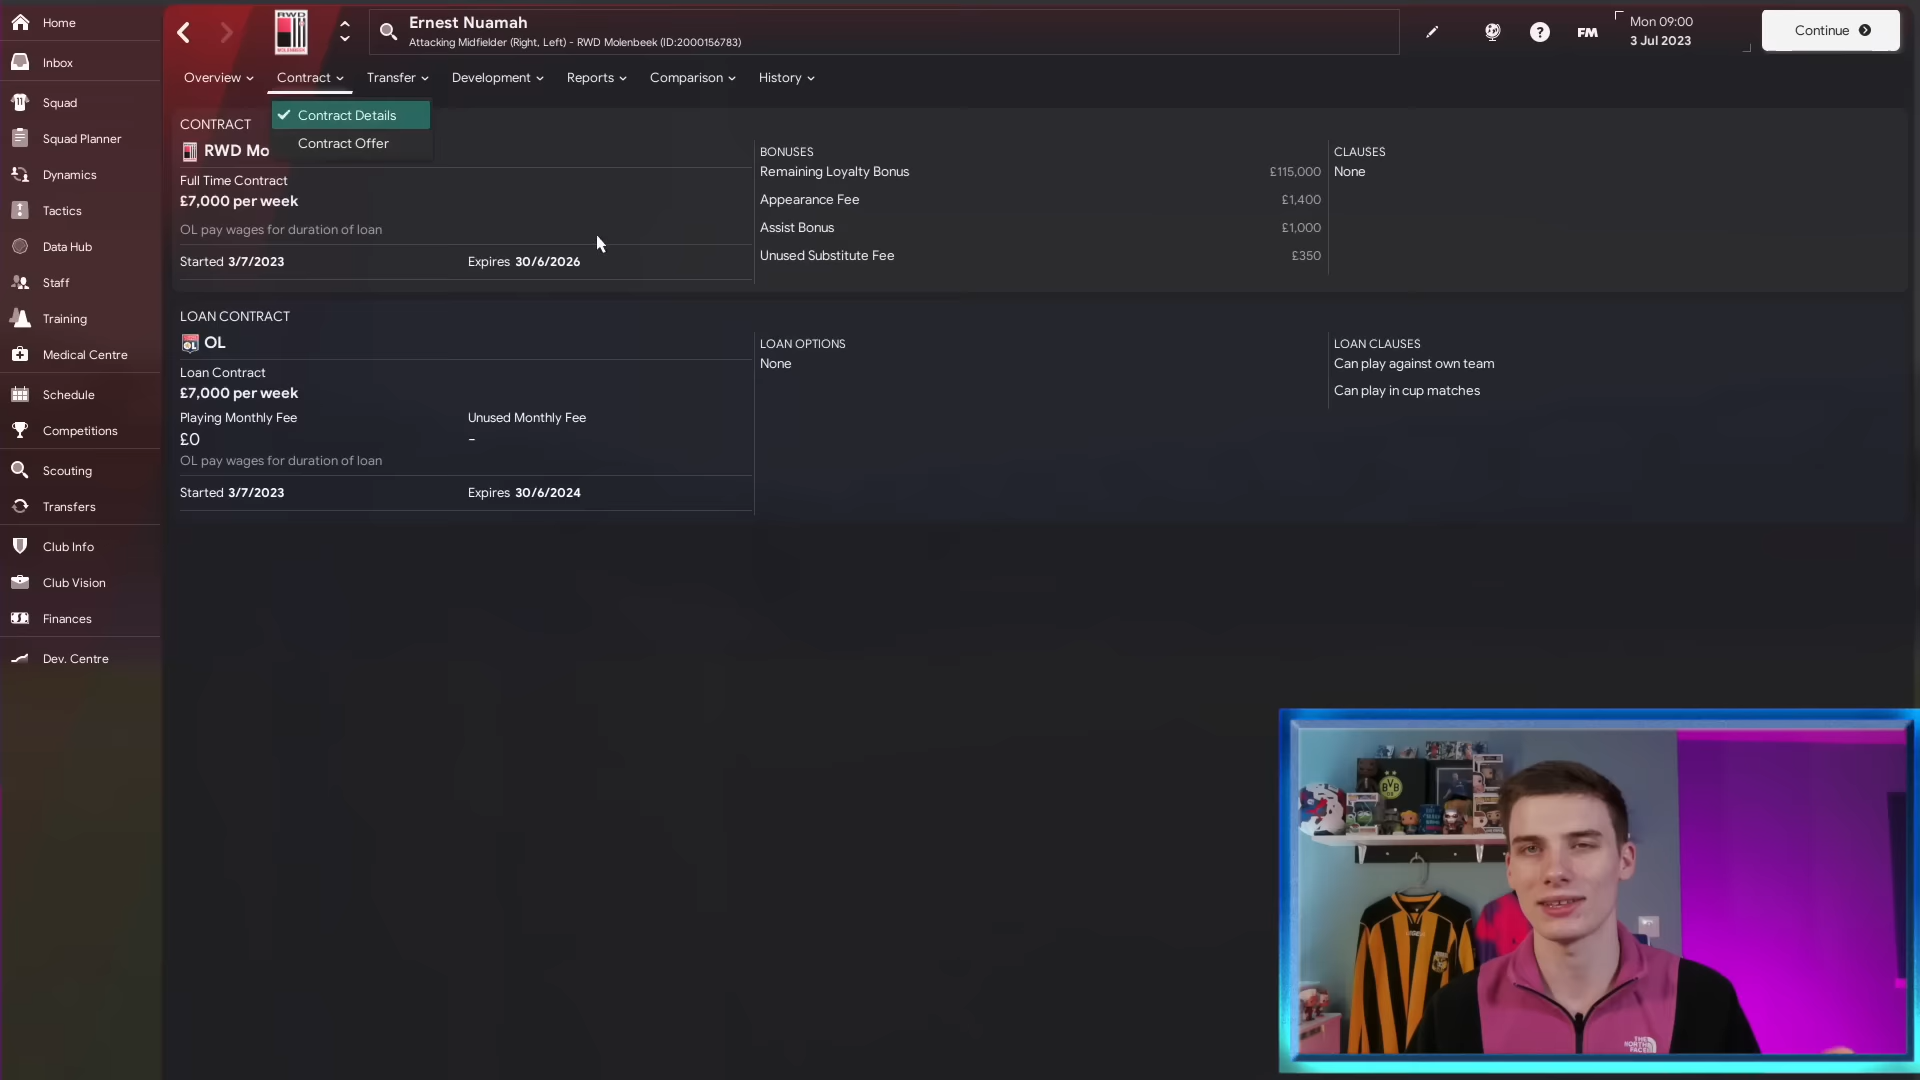 Home
Inbox
Squad
Squad Planner
Dynamics
Tactics
Data Hub
Staff
Training
Medical Centre
Schedule
Competitions
Scouting
Transfers
Club Info
Club Vision
Finances
Dev. Centre
RWD
MOLENBEEK
Ernest Nuamah
Attacking Midfielder (Right, Left) - RWD Molenbeek (ID:2000156783)
?
FM
Mon 09:00
3 Jul 2023
Continue
Overview
Contract
Transfer
Development
Reports
Comparison
History
Contract Details
Contract Offer
CONTRACT
RWD Mo
Full Time Contract
£7,000 per week
OL pay wages for duration of loan
Started 3/7/2023
Expires 30/6/2026
BONUSES
Remaining Loyalty Bonus £115,000
Appearance Fee £1,400
Assist Bonus £1,000
Unused Substitute Fee £350
CLAUSES
None
LOAN CONTRACT
OL
Loan Contract
£7,000 per week
Playing Monthly Fee
£0
Unused Monthly Fee
-
OL pay wages for duration of loan
Started 3/7/2023
Expires 30/6/2024
LOAN OPTIONS
None
LOAN CLAUSES
Can play against own team
Can play in cup matches
BVB
THE
NORTH
FACE